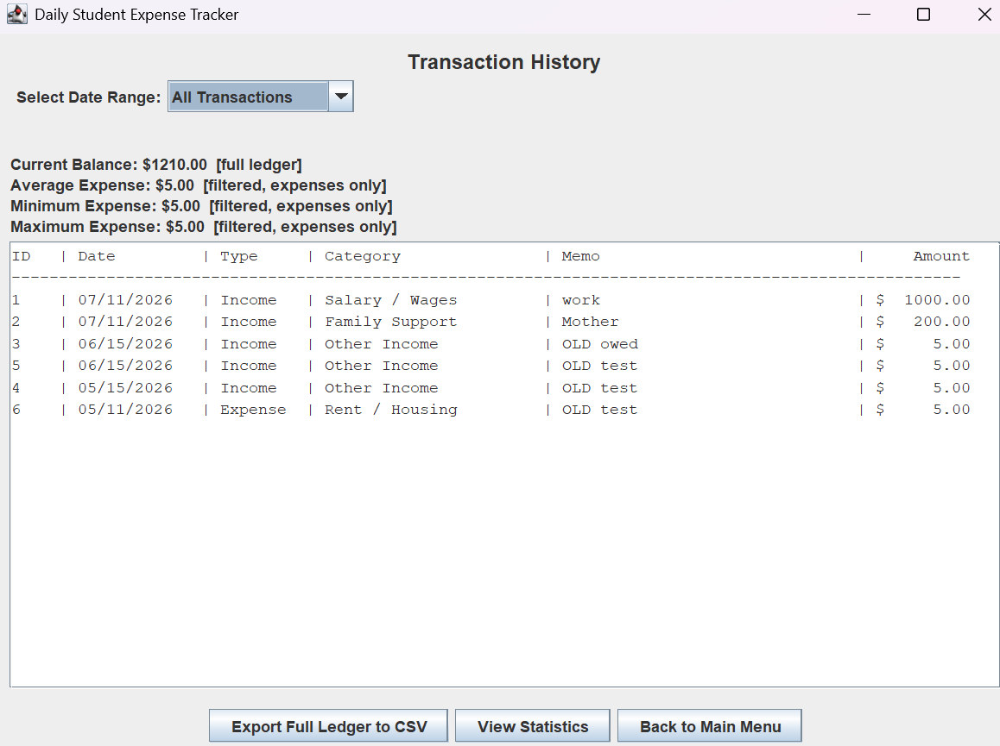 Daily Student Expense Tracker
Transaction History
Select Date Range: All Transactions
Current Balance: $1210.00 [full ledger]
Average Expense: $5.00 [filtered, expenses only]
Minimum Expense: $5.00 [filtered, expenses only]
Maximum Expense: $5.00 [filtered, expenses only]
ID | Date | Type | Category | Memo | Amount
----------------------------------------------------------------------------------------------------
1 | 07/11/2026 | Income | Salary / Wages | work | $ 1000.00
2 | 07/11/2026 | Income | Family Support | Mother | $ 200.00
3 | 06/15/2026 | Income | Other Income | OLD owed | $ 5.00
5 | 06/15/2026 | Income | Other Income | OLD test | $ 5.00
4 | 05/15/2026 | Income | Other Income | OLD test | $ 5.00
6 | 05/11/2026 | Expense | Rent / Housing | OLD test | $ 5.00
Export Full Ledger to CSV View Statistics Back to Main Menu